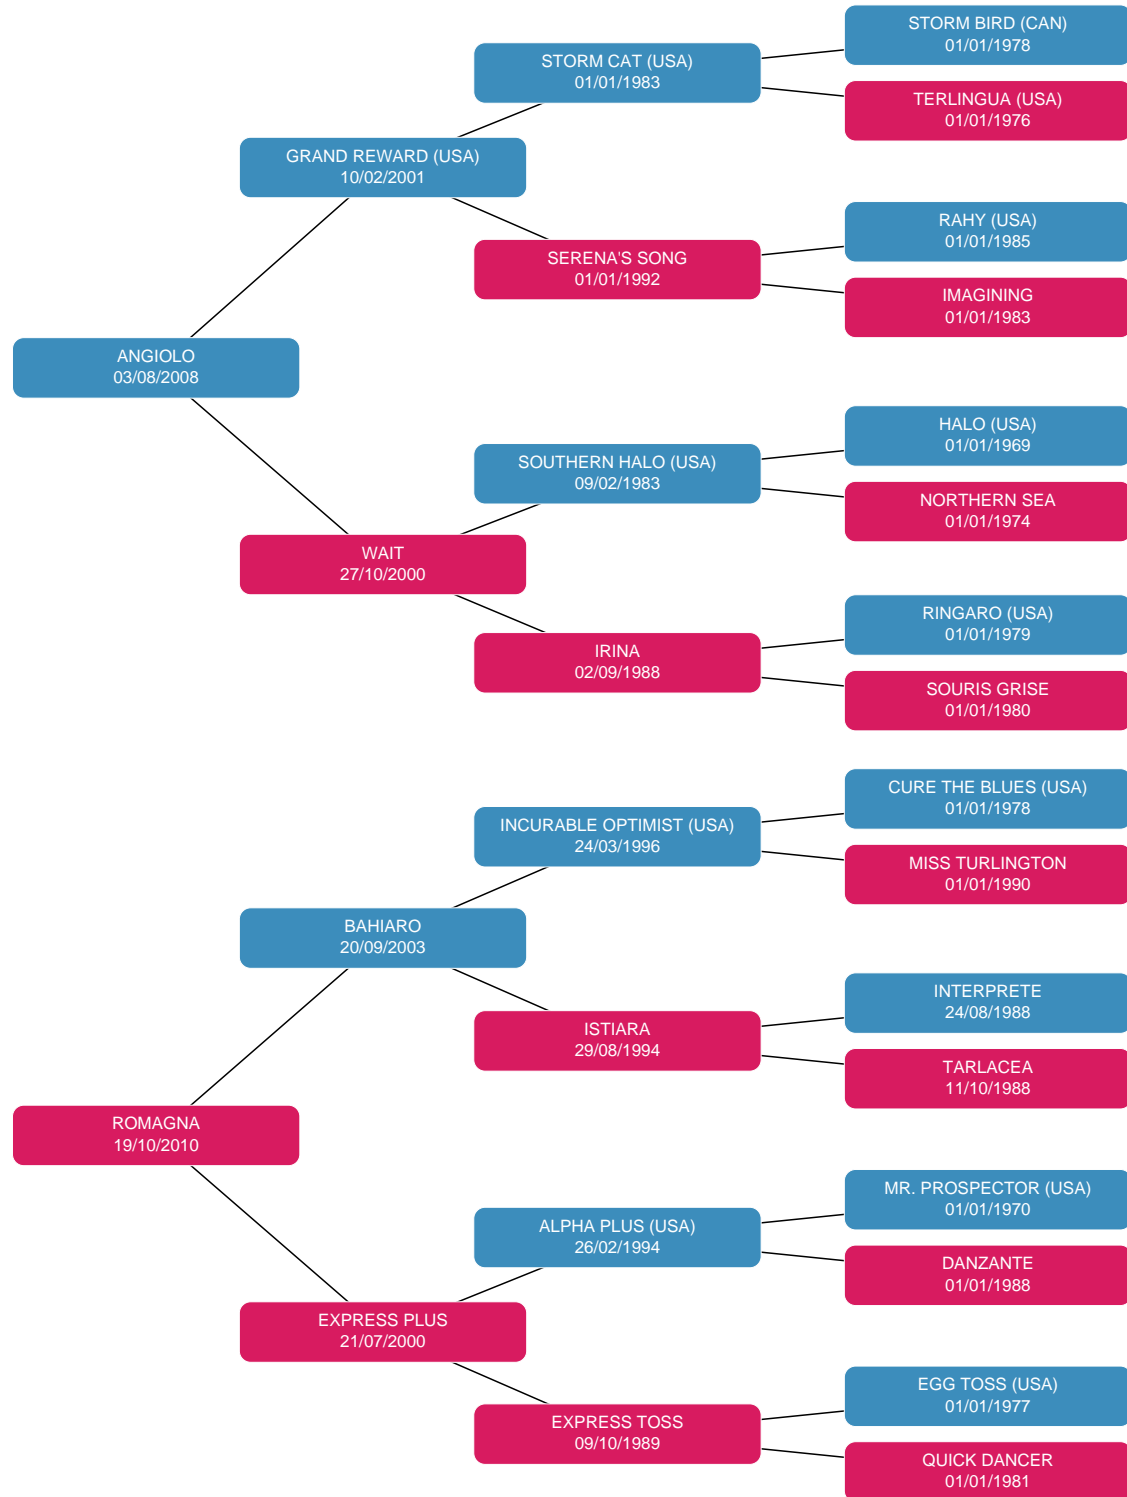 STORM BIRD (CAN)
01/01/1978
STORM CAT (USA)
01/01/1983
TERLINGUA (USA)
01/01/1976
GRAND REWARD (USA)
10/02/2001
RAHY (USA)
01/01/1985
SERENA'S SONG
01/01/1992
IMAGINING
01/01/1983
ANGIOLO
03/08/2008
HALO (USA)
01/01/1969
SOUTHERN HALO (USA)
09/02/1983
NORTHERN SEA
01/01/1974
WAIT
27/10/2000
RINGARO (USA)
01/01/1979
IRINA
02/09/1988
SOURIS GRISE
01/01/1980
CURE THE BLUES (USA)
01/01/1978
INCURABLE OPTIMIST (USA)
24/03/1996
MISS TURLINGTON
01/01/1990
BAHIARO
20/09/2003
INTERPRETE
24/08/1988
ISTIARA
29/08/1994
TARLACEA
11/10/1988
ROMAGNA
19/10/2010
MR. PROSPECTOR (USA)
01/01/1970
ALPHA PLUS (USA)
26/02/1994
DANZANTE
01/01/1988
EXPRESS PLUS
21/07/2000
EGG TOSS (USA)
01/01/1977
EXPRESS TOSS
09/10/1989
QUICK DANCER
01/01/1981